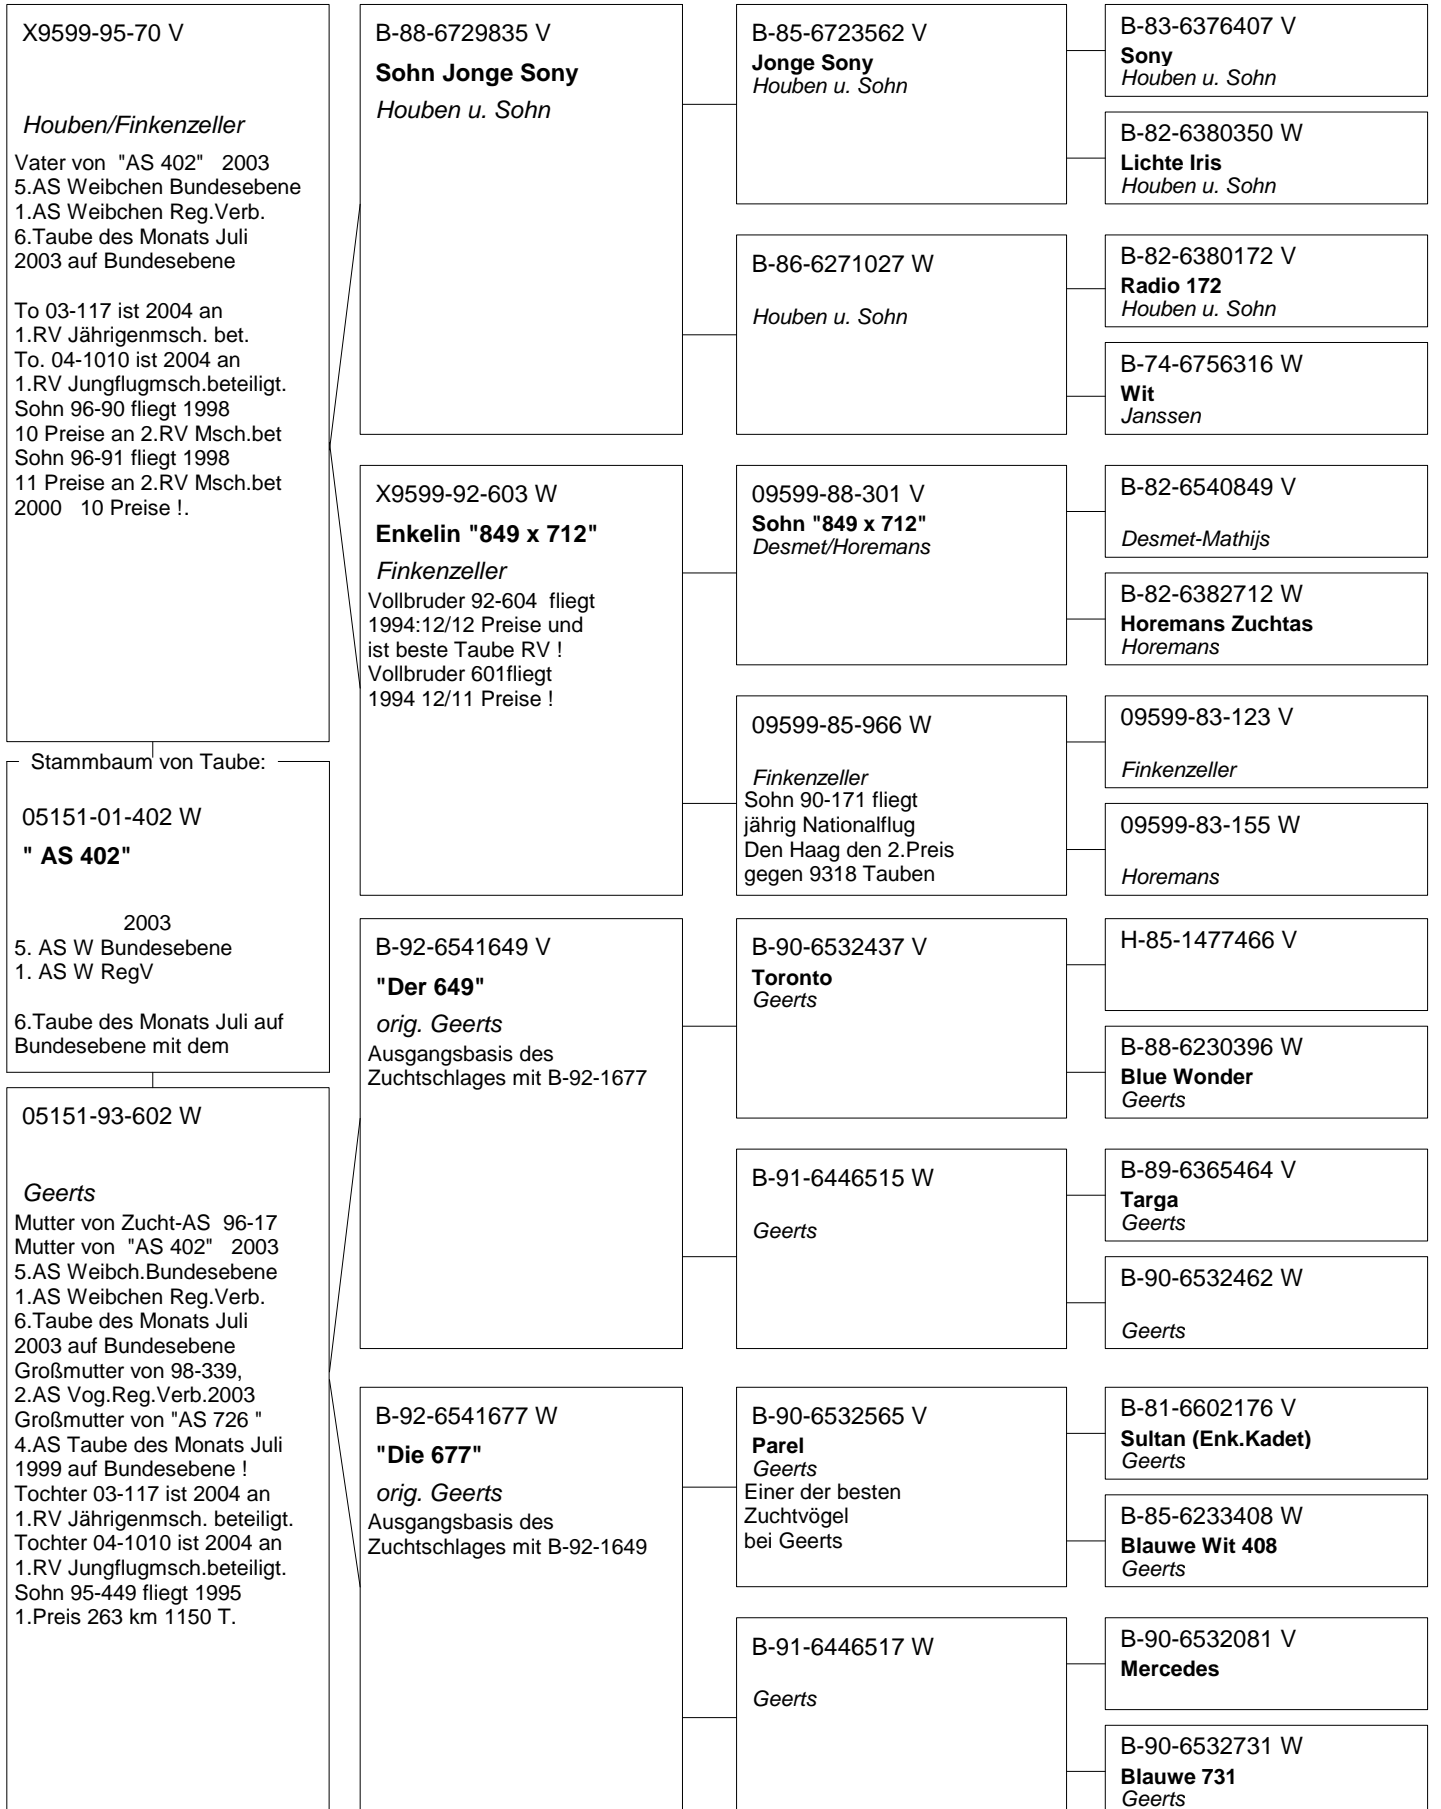 X9599-95-70 V
Houben/Finkenzeller
Vater von "AS 402" 2003
5.AS Weibchen Bundesebene
1.AS Weibchen Reg.Verb.
6.Taube des Monats Juli
2003 auf Bundesebene
To 03-117 ist 2004 an
1.RV Jährigenmsch. bet.
To. 04-1010 ist 2004 an
1.RV Jungflugmsch.beteiligt.
Sohn 96-90 fliegt 1998
10 Preise an 2.RV Msch.bet
Sohn 96-91 fliegt 1998
11 Preise an 2.RV Msch.bet
2000 10 Preise !.
Stammbaum von Taube:
05151-01-402 W
" AS 402"
2003
5. AS W Bundesebene
1. AS W RegV
6.Taube des Monats Juli auf
Bundesebene mit dem
05151-93-602 W
Geerts
Mutter von Zucht-AS 96-17
Mutter von "AS 402" 2003
5.AS Weibch.Bundesebene
1.AS Weibchen Reg.Verb.
6.Taube des Monats Juli
2003 auf Bundesebene
Großmutter von 98-339,
2.AS Vog.Reg.Verb.2003
Großmutter von "AS 726 "
4.AS Taube des Monats Juli
1999 auf Bundesebene !
Tochter 03-117 ist 2004 an
1.RV Jährigenmsch. beteiligt.
Tochter 04-1010 ist 2004 an
1.RV Jungflugmsch.beteiligt.
Sohn 95-449 fliegt 1995
1.Preis 263 km 1150 T.
B-88-6729835 V
Sohn Jonge Sony
Houben u. Sohn
X9599-92-603 W
Enkelin "849 x 712"
Finkenzeller
Vollbruder 92-604 fliegt
1994:12/12 Preise und
ist beste Taube RV !
Vollbruder 601fliegt
1994 12/11 Preise !
B-92-6541649 V
"Der 649"
orig. Geerts
Ausgangsbasis des
Zuchtschlages mit B-92-1677
B-92-6541677 W
"Die 677"
orig. Geerts
Ausgangsbasis des
Zuchtschlages mit B-92-1649
B-85-6723562 V
Jonge Sony
Houben u. Sohn
B-86-6271027 W
Houben u. Sohn
09599-88-301 V
Sohn "849 x 712"
Desmet/Horemans
09599-85-966 W
Finkenzeller
Sohn 90-171 fliegt
jährig Nationalflug
Den Haag den 2.Preis
gegen 9318 Tauben
B-90-6532437 V
Toronto
Geerts
B-91-6446515 W
Geerts
B-90-6532565 V
Parel
Geerts
Einer der besten
Zuchtvögel
bei Geerts
B-91-6446517 W
Geerts
B-83-6376407 V
Sony
Houben u. Sohn
B-82-6380350 W
Lichte Iris
Houben u. Sohn
B-82-6380172 V
Radio 172
Houben u. Sohn
B-74-6756316 W
Wit
Janssen
B-82-6540849 V
Desmet-Mathijs
B-82-6382712 W
Horemans Zuchtas
Horemans
09599-83-123 V
Finkenzeller
09599-83-155 W
Horemans
H-85-1477466 V
B-88-6230396 W
Blue Wonder
Geerts
B-89-6365464 V
Targa
Geerts
B-90-6532462 W
Geerts
B-81-6602176 V
Sultan (Enk.Kadet)
Geerts
B-85-6233408 W
Blauwe Wit 408
Geerts
B-90-6532081 V
Mercedes
B-90-6532731 W
Blauwe 731
Geerts